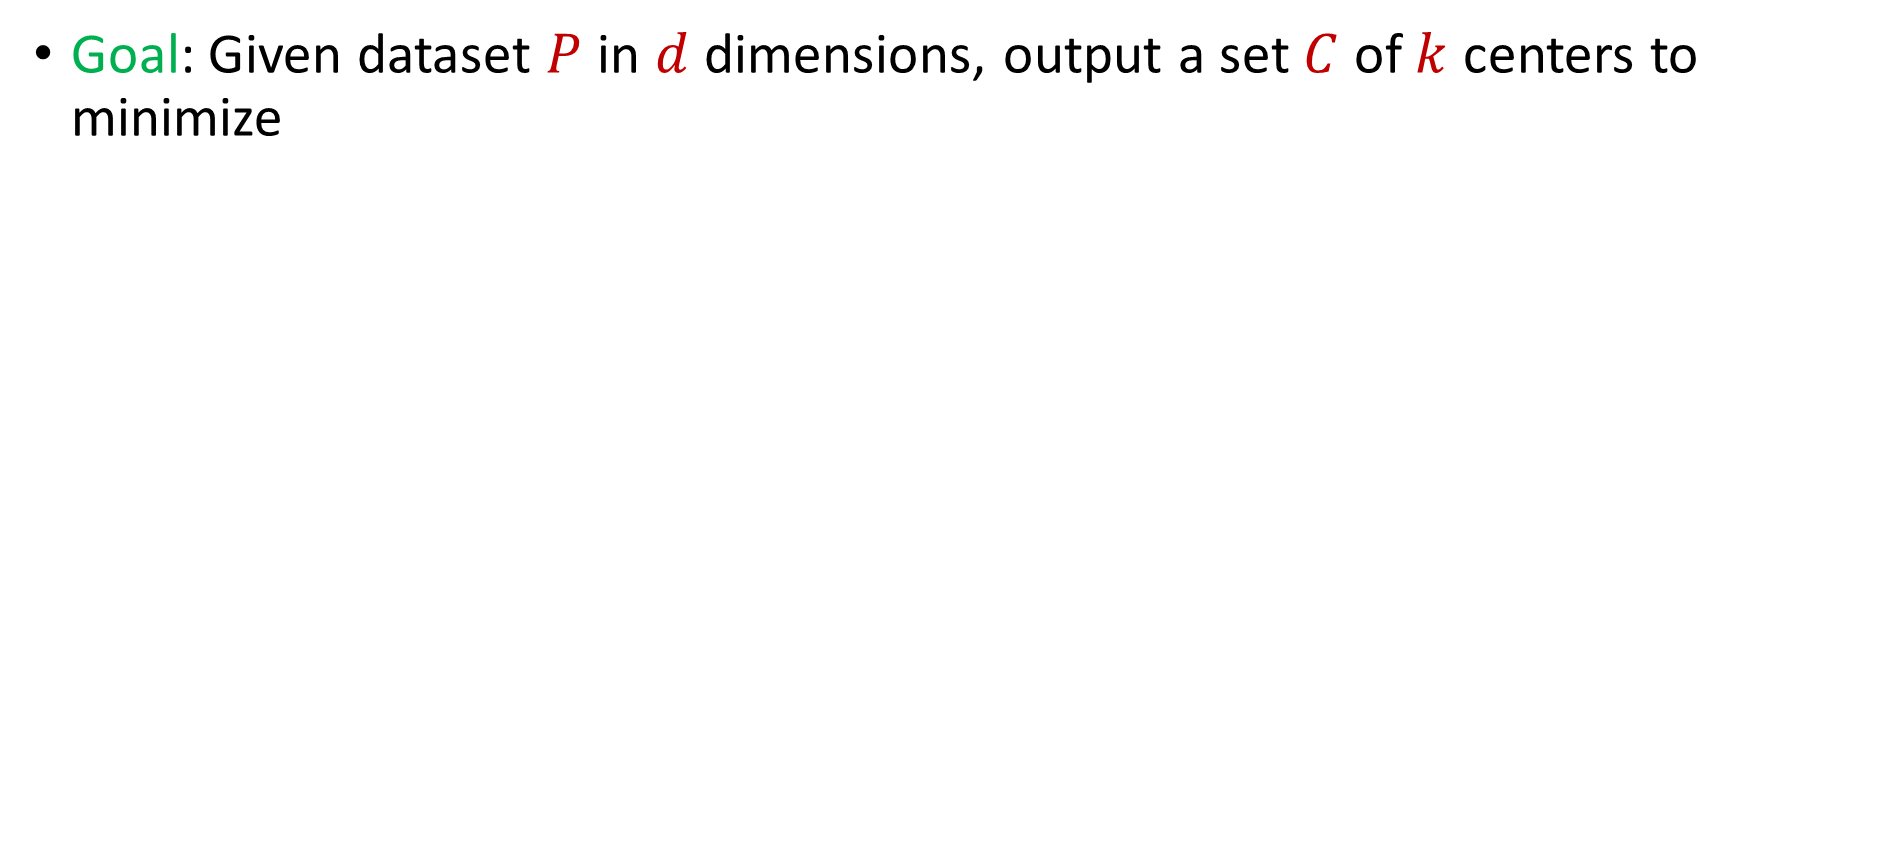 • Goal: Given dataset P in d dimensions, output a set C of k centers to
minimize